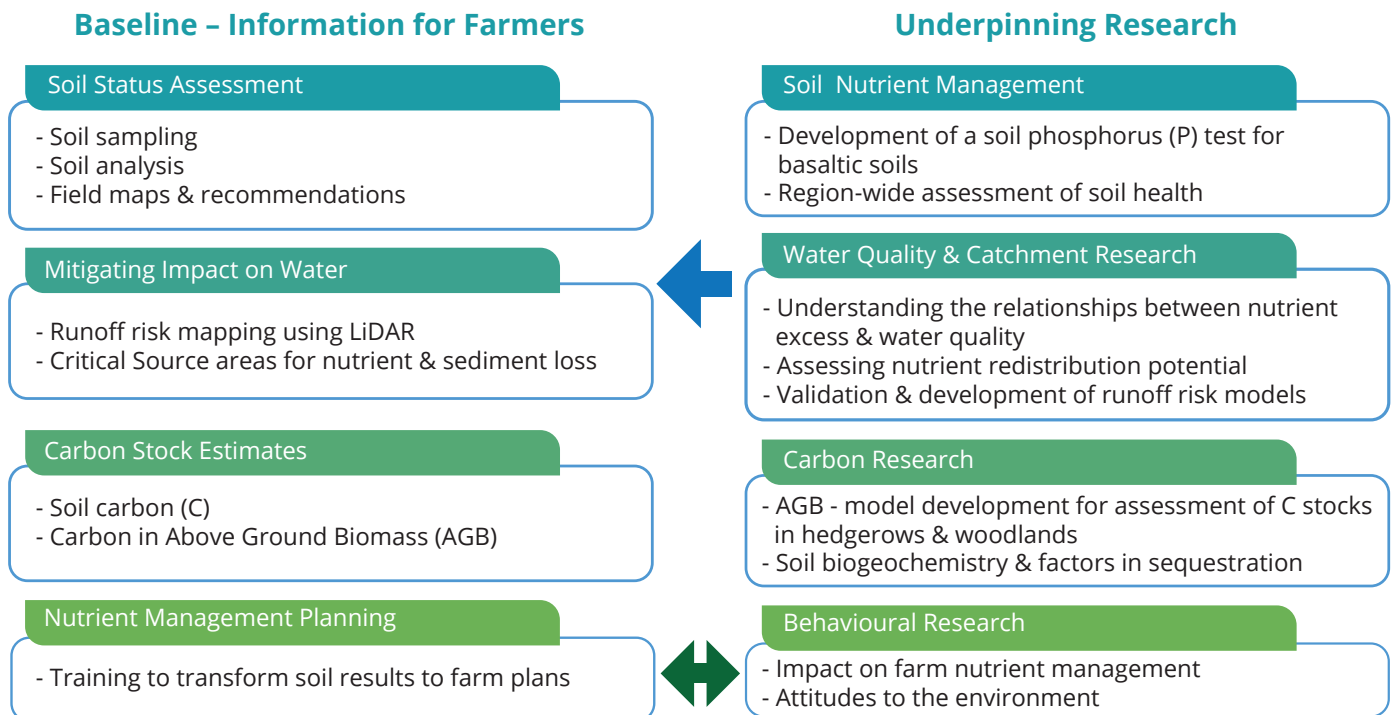 Baseline – Information for Farmers
Soil Status Assessment
- Soil sampling
- Soil analysis
- Field maps & recommendations
Mitigating Impact on Water
- Runoff risk mapping using LiDAR
- Critical Source areas for nutrient & sediment loss
Carbon Stock Estimates
- Soil carbon (C)
- Carbon in Above Ground Biomass (AGB)
Nutrient Management Planning
- Training to transform soil results to farm plans
Underpinning Research
Soil Nutrient Management
- Development of a soil phosphorus (P) test for
basaltic soils
- Region-wide assessment of soil health
Water Quality & Catchment Research
- Understanding the relationships between nutrient
excess & water quality
- Assessing nutrient redistribution potential
- Validation & development of runoff risk models
Carbon Research
- AGB - model development for assessment of C stocks
in hedgerows & woodlands
- Soil biogeochemistry & factors in sequestration
Behavioural Research
- Impact on farm nutrient management
- Attitudes to the environment